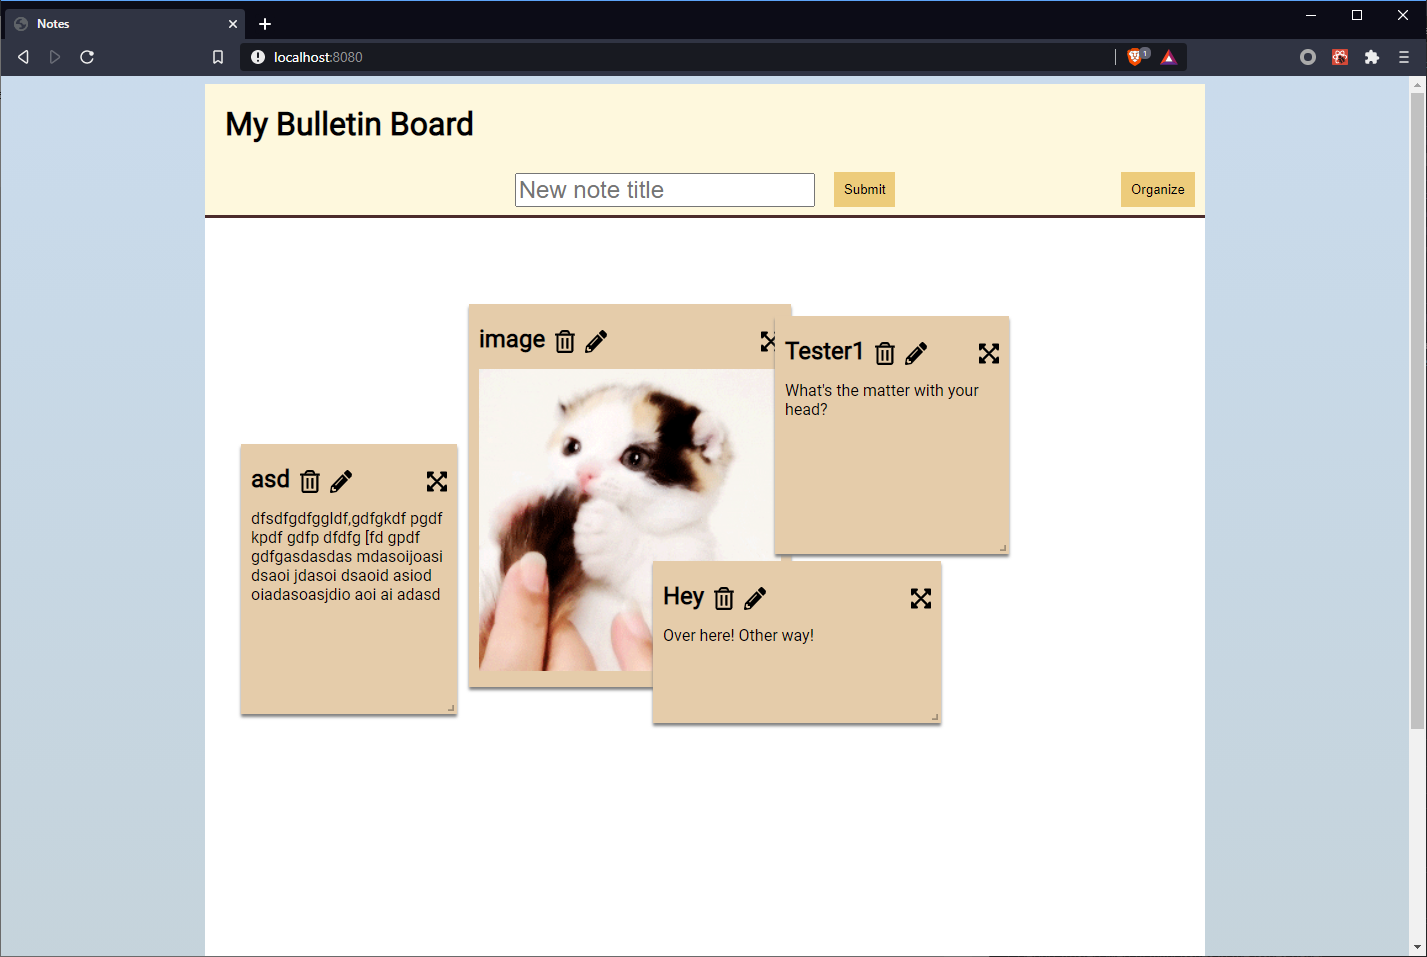 Notes
localhost:8080
1
My Bulletin Board
New note title
Submit
Organize
image
Tester1
What's the matter with your
head?
asd
dfsdfgdfggldf,gdfgkdf pgdf
kpdf gdfp dfdfg [fd gpdf
gdfgasdasdas mdasoijoasi
dsaoi jdasoi dsaoid asiod
oiadasoasjdio aoi ai adasd
Hey
Over here! Other way!